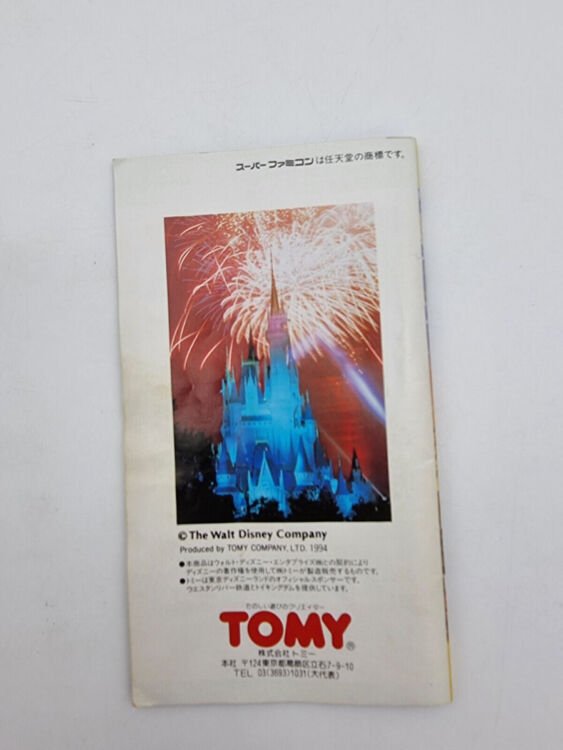 スーパーファミコンは任天堂の商標です。
©The Walt Disney Company
Produced by TOMY COMPANY, LTD. 1994
●本商品はウォルト・ディズニー・エンタプライズ㈱との契約により
ディズニーの著作権を使用して㈱トミーが製造販売するものです。
●トミーは東京ディズニーランドのオフィシャルスポンサーです。
ウエスタンリバー鉄道とトイキングダムを提供しています。
たのしい遊びのクリエイター
TOMY®
株式会社トミー
本社 〒124東京都葛飾区立石7-9-10
TEL 03(3693)1031(大代表)